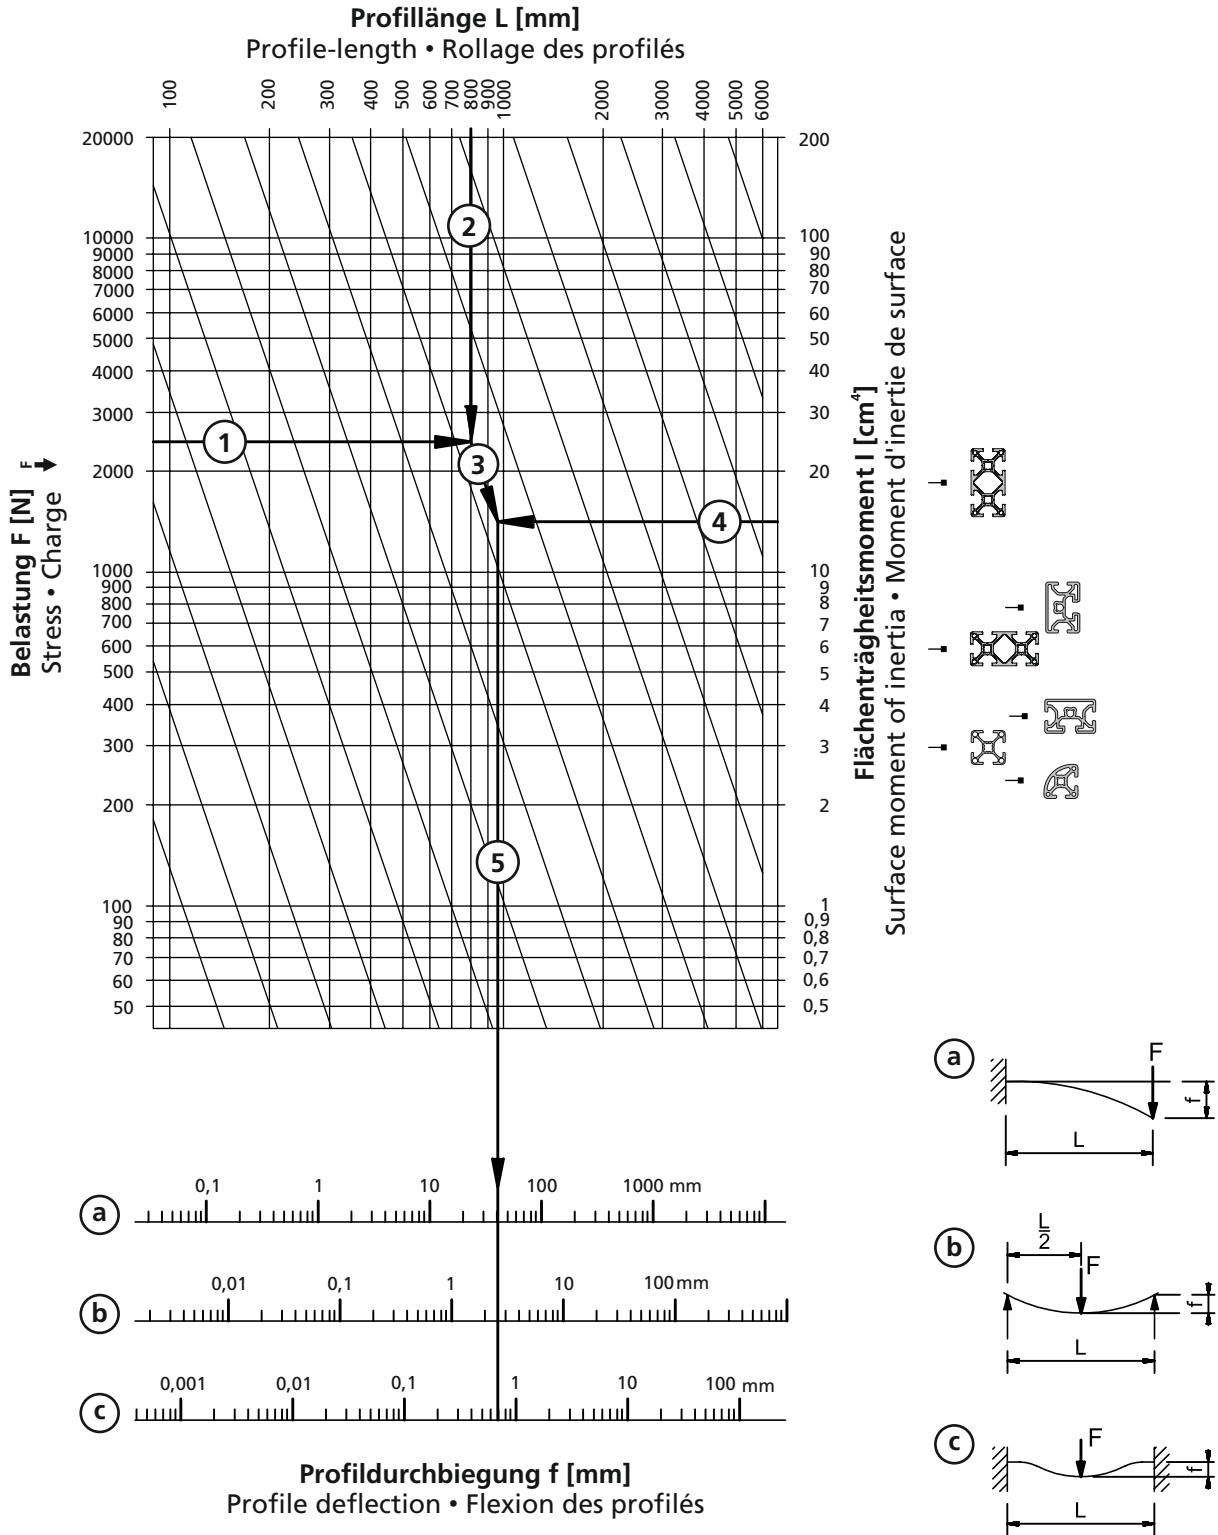 Profillänge L [mm]
Profile-length • Rollage des profilés
100 200 300 400 500 600 700 800 900 1000 2000 3000 4000 5000 6000
20000 200
10000 100
9000 90
8000 80
7000 70
6000 60
5000 50
4000 40
3000 30
2000 20
1000 10
900 9
800 8
700 7
600 6
500 5
400 4
300 3
200 2
100 1
90 0,9
80 0,8
70 0,7
60 0,6
50 0,5
Belastung F [N] F
Stress • Charge
Flächenträgheitsmoment I [cm⁴]
Surface moment of inertia • Moment d'inertie de surface
2
1
3
4
5
a
F
f
L
a 0,1 1 10 100 1000 mm
b
L
2
F
f
L
b 0,01 0,1 1 10 100 mm
c 0,001 0,01 0,1 1 10 100 mm
c
F
f
L
Profildurchbiegung f [mm]
Profile deflection • Flexion des profilés